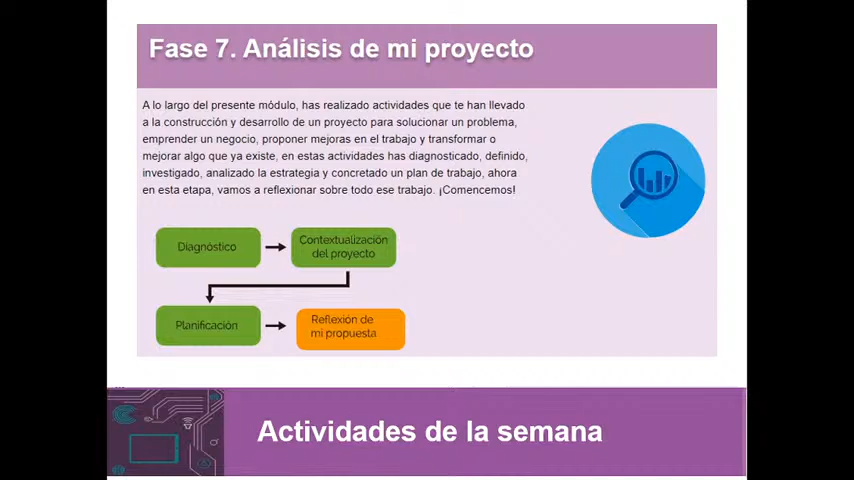 Fase 7. Análisis de mi proyecto
A lo largo del presente módulo, has realizado actividades que te han llevado
a la construcción y desarrollo de un proyecto para solucionar un problema,
emprender un negocio, proponer mejoras en el trabajo y transformar o
mejorar algo que ya existe, en estas actividades has diagnosticado, definido,
investigado, analizado la estrategia y concretado un plan de trabajo, ahora
en esta etapa, vamos a reflexionar sobre todo ese trabajo. ¡Comencemos!
Diagnóstico
Contextualización
del proyecto
Planificación
Reflexión de
mi propuesta
Actividades de la semana